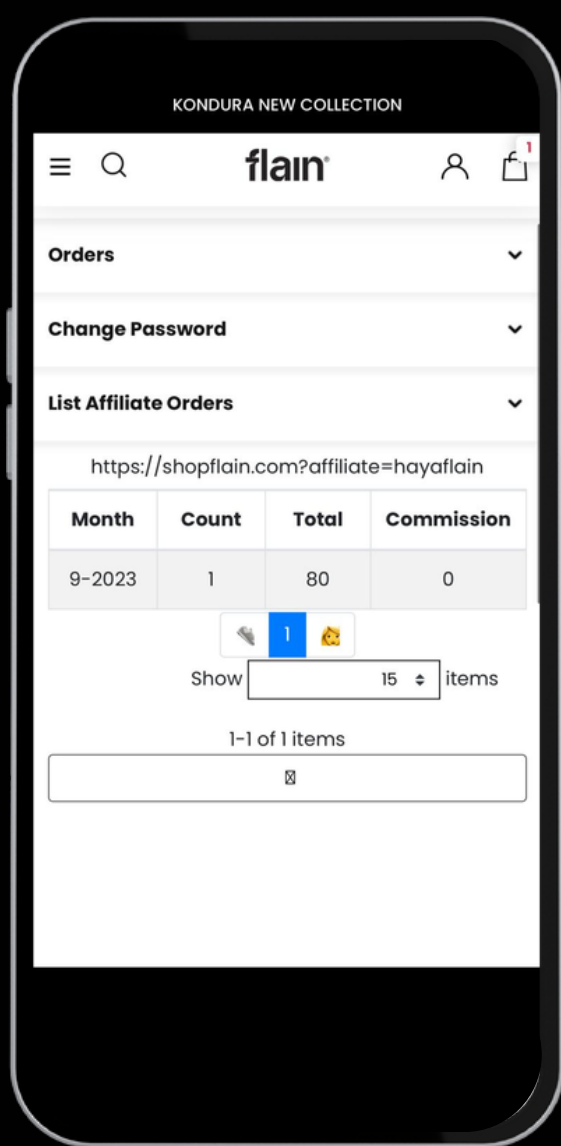 KONDURA NEW COLLECTION
flain
1
Orders
Change Password
List Affiliate Orders
https://shopflain.com?affiliate=hayaflain
Month Count Total Commission
9-2023 1 80 0
1
Show 15 items
1-1 of 1 items